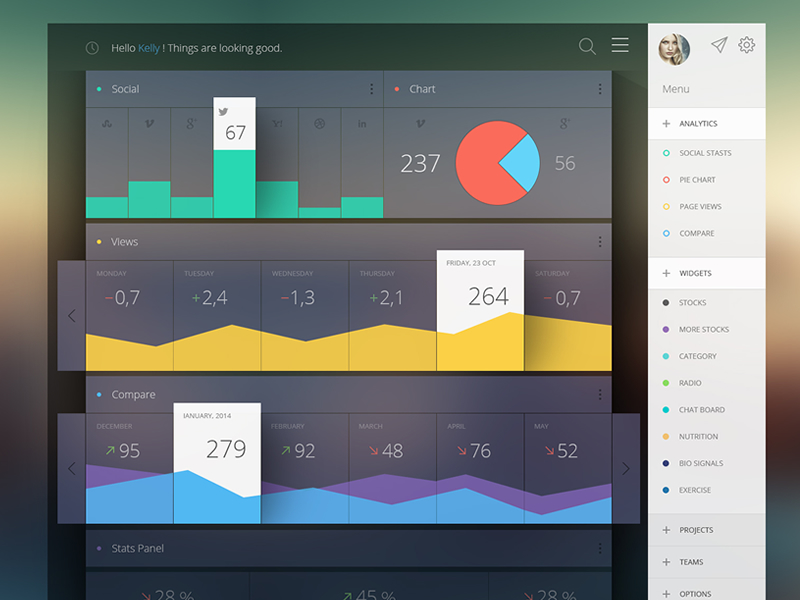 Hello Kelly ! Things are looking good.
Social
67
in
Chart
237
56
Views
MONDAY
−0,7
TUESDAY
+2,4
WEDNESDAY
−1,3
THURSDAY
+2,1
FRIDAY, 23 OCT
264
SATURDAY
−0,7
Compare
DECEMBER
95
IANUARY, 2014
279
FEBRUARY
92
MARCH
48
APRIL
76
MAY
52
Stats Panel
28 %
45 %
28 %
Menu
ANALYTICS
SOCIAL STASTS
PIE CHART
PAGE VIEWS
COMPARE
WIDGETS
STOCKS
MORE STOCKS
CATEGORY
RADIO
CHAT BOARD
NUTRITION
BIO SIGNALS
EXERCISE
PROJECTS
TEAMS
OPTIONS